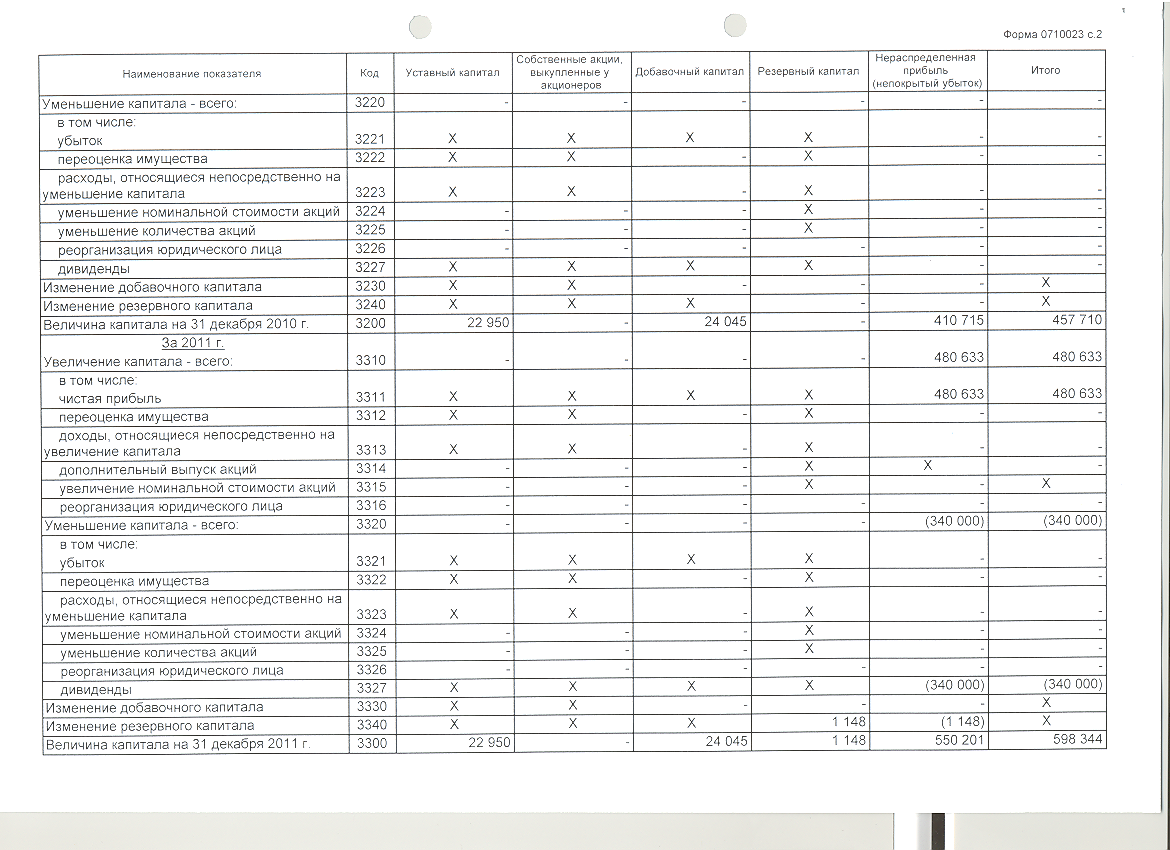 Форма 0710023 с.2
Наименование показателя Код Уставный капитал Собственные акции, выкупленные у акционеров Добавочный капитал Резервный капитал Нераспределенная прибыль (непокрытый убыток) Итого
Уменьшение капитала - всего: 3220 - - - - - -
в том числе:
убыток 3221 X X X X - -
переоценка имущества 3222 X X - X - -
расходы, относящиеся непосредственно на
уменьшение капитала 3223 X X - X - -
уменьшение номинальной стоимости акций 3224 - - - X - -
уменьшение количества акций 3225 - - - X - -
реорганизация юридического лица 3226 - - - - - -
дивиденды 3227 X X X X - -
Изменение добавочного капитала 3230 X X - - - X
Изменение резервного капитала 3240 X X X - - X
Величина капитала на 31 декабря 2010 г. 3200 22 950 - 24 045 - 410 715 457 710
За 2011 г.
Увеличение капитала - всего: 3310 - - - - 480 633 480 633
в том числе:
чистая прибыль 3311 X X X X 480 633 480 633
переоценка имущества 3312 X X - X - -
доходы, относящиеся непосредственно на
увеличение капитала 3313 X X - X - -
дополнительный выпуск акций 3314 - - - X X -
увеличение номинальной стоимости акций 3315 - - - X - X
реорганизация юридического лица 3316 - - - - - -
Уменьшение капитала - всего: 3320 - - - - (340 000) (340 000)
в том числе:
убыток 3321 X X X X - -
переоценка имущества 3322 X X - X - -
расходы, относящиеся непосредственно на
уменьшение капитала 3323 X X - X - -
уменьшение номинальной стоимости акций 3324 - - - X - -
уменьшение количества акций 3325 - - - X - -
реорганизация юридического лица 3326 - - - - - -
дивиденды 3327 X X X X (340 000) (340 000)
Изменение добавочного капитала 3330 X X - - - X
Изменение резервного капитала 3340 X X X 1 148 (1 148) X
Величина капитала на 31 декабря 2011 г. 3300 22 950 - 24 045 1 148 550 201 598 344